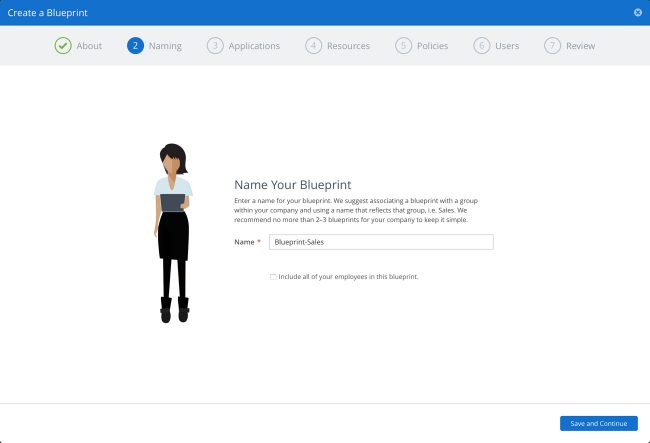 Create a Blueprint
About
2 Naming
3 Applications
4 Resources
5 Policies
6 Users
7 Review
Name Your Blueprint
Enter a name for your blueprint. We suggest associating a blueprint with a group
within your company and using a name that reflects that group, i.e. Sales. We
recommend no more than 2–3 blueprints for your company to keep it simple.
Name * Blueprint-Sales
Include all of your employees in this blueprint.
Save and Continue